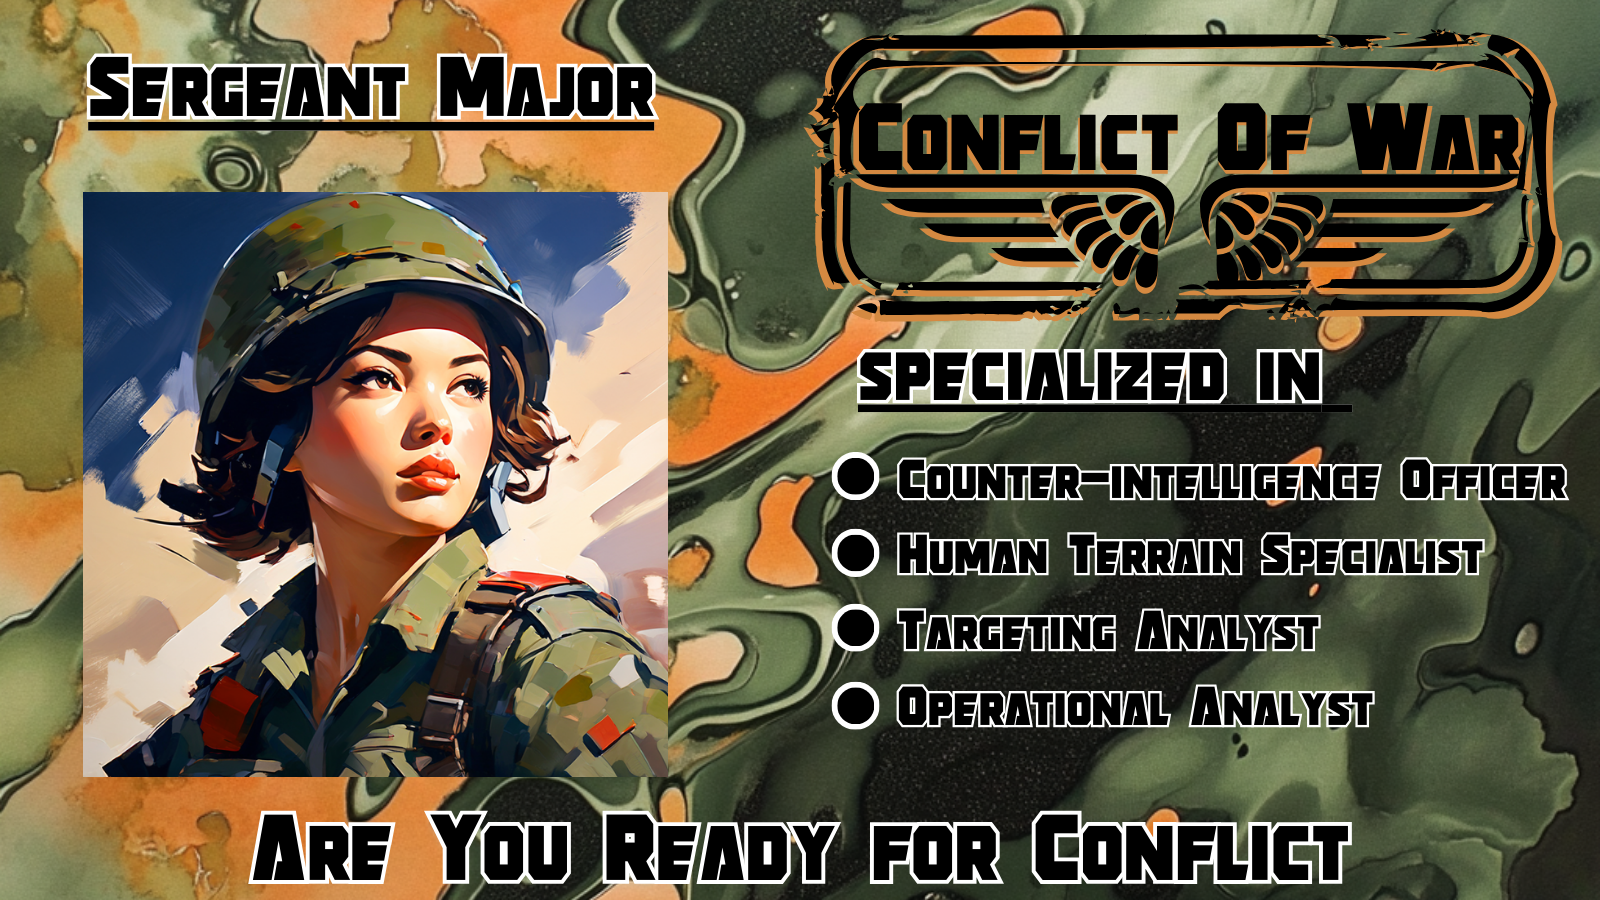 Sergeant Major
Conflict Of War
Specialized in
Counter-intelligence Officer
Human Terrain Specialist
Targeting Analyst
Operational Analyst
Are You Ready for Conflict